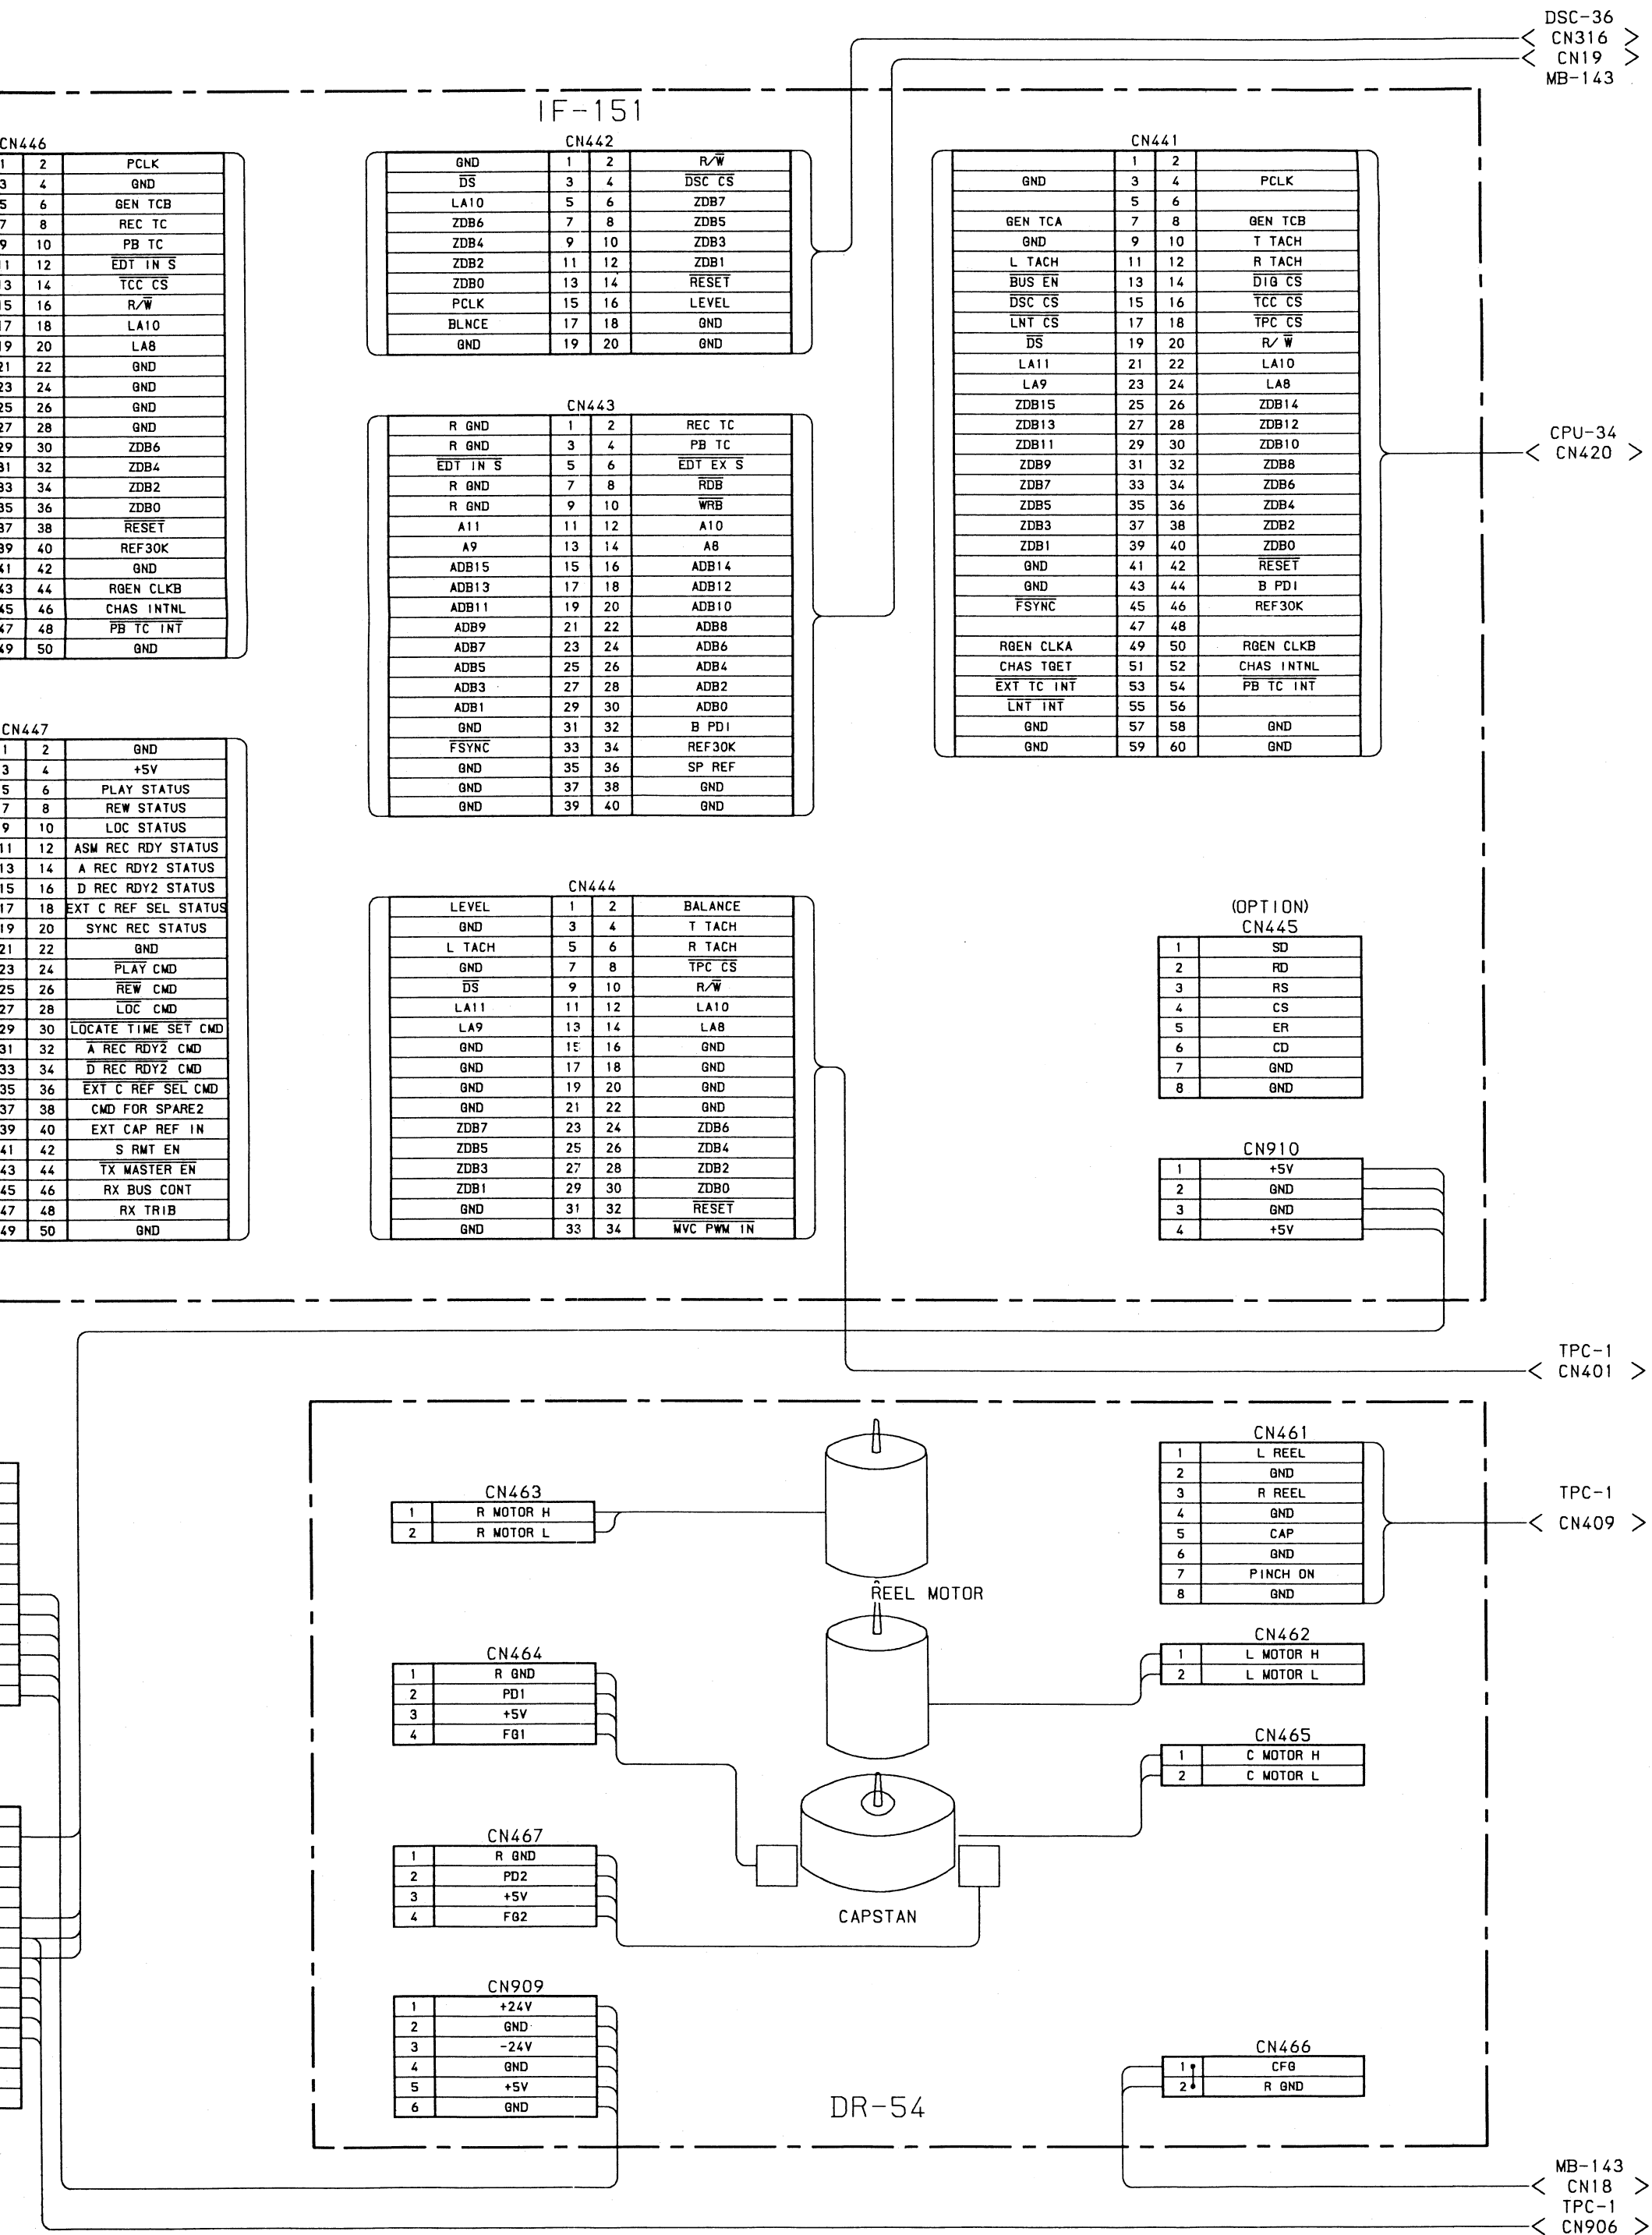 DSC-36
< CN316 >
< CN19 >
MB-143
IF-151
CN446
1 2 PCLK
3 4 GND
5 6 GEN TCB
7 8 REC TC
9 10 PB TC
11 12 EDT IN S
13 14 TCC CS
15 16 R/W
17 18 LA10
19 20 LA8
21 22 GND
23 24 GND
25 26 GND
27 28 GND
29 30 ZDB6
31 32 ZDB4
33 34 ZDB2
35 36 ZDB0
37 38 RESET
39 40 REF30K
41 42 GND
43 44 RGEN CLKB
45 46 CHAS INTNL
47 48 PB TC INT
49 50 GND
CN447
1 2 GND
3 4 +5V
5 6 PLAY STATUS
7 8 REW STATUS
9 10 LOC STATUS
11 12 ASM REC RDY STATUS
13 14 A REC RDY2 STATUS
15 16 D REC RDY2 STATUS
17 18 EXT C REF SEL STATUS
19 20 SYNC REC STATUS
21 22 GND
23 24 PLAY CMD
25 26 REW CMD
27 28 LOC CMD
29 30 LOCATE TIME SET CMD
31 32 A REC RDY2 CMD
33 34 D REC RDY2 CMD
35 36 EXT C REF SEL CMD
37 38 CMD FOR SPARE2
39 40 EXT CAP REF IN
41 42 S RMT EN
43 44 TX MASTER EN
45 46 RX BUS CONT
47 48 RX TRIB
49 50 GND
CN442
GND 1 2 R/W
DS 3 4 DSC CS
LA10 5 6 ZDB7
ZDB6 7 8 ZDB5
ZDB4 9 10 ZDB3
ZDB2 11 12 ZDB1
ZDB0 13 14 RESET
PCLK 15 16 LEVEL
BLNCE 17 18 GND
GND 19 20 GND
CN443
R GND 1 2 REC TC
R GND 3 4 PB TC
EDT IN S 5 6 EDT EX S
R GND 7 8 RDB
R GND 9 10 WRB
A11 11 12 A10
A9 13 14 A8
ADB15 15 16 ADB14
ADB13 17 18 ADB12
ADB11 19 20 ADB10
ADB9 21 22 ADB8
ADB7 23 24 ADB6
ADB5 25 26 ADB4
ADB3 27 28 ADB2
ADB1 29 30 ADB0
GND 31 32 B PDI
FSYNC 33 34 REF30K
GND 35 36 SP REF
GND 37 38 GND
GND 39 40 GND
CN444
LEVEL 1 2 BALANCE
GND 3 4 T TACH
L TACH 5 6 R TACH
GND 7 8 TPC CS
DS 9 10 R/W
LA11 11 12 LA10
LA9 13 14 LA8
GND 15 16 GND
GND 17 18 GND
GND 19 20 GND
GND 21 22 GND
ZDB7 23 24 ZDB6
ZDB5 25 26 ZDB4
ZDB3 27 28 ZDB2
ZDB1 29 30 ZDB0
GND 31 32 RESET
GND 33 34 MVC PWM IN
CN441
1 2
GND 3 4 PCLK
5 6
GEN TCA 7 8 GEN TCB
GND 9 10 T TACH
L TACH 11 12 R TACH
BUS EN 13 14 DIG CS
DSC CS 15 16 TCC CS
LNT CS 17 18 TPC CS
DS 19 20 R/ W
LA11 21 22 LA10
LA9 23 24 LA8
ZDB15 25 26 ZDB14
ZDB13 27 28 ZDB12
ZDB11 29 30 ZDB10
ZDB9 31 32 ZDB8
ZDB7 33 34 ZDB6
ZDB5 35 36 ZDB4
ZDB3 37 38 ZDB2
ZDB1 39 40 ZDB0
GND 41 42 RESET
GND 43 44 B PDI
FSYNC 45 46 REF30K
47 48
RGEN CLKA 49 50 RGEN CLKB
CHAS TGET 51 52 CHAS INTNL
EXT TC INT 53 54 PB TC INT
LNT INT 55 56
GND 57 58 GND
GND 59 60 GND
CPU-34
< CN420 >
(OPTION)
CN445
1 SD
2 RD
3 RS
4 CS
5 ER
6 CD
7 GND
8 GND
CN910
1 +5V
2 GND
3 GND
4 +5V
TPC-1
< CN401 >
CN463
1 R MOTOR H
2 R MOTOR L
REEL MOTOR
CN461
1 L REEL
2 GND
3 R REEL
4 GND
5 CAP
6 GND
7 PINCH ON
8 GND
TPC-1
< CN409 >
CN464
1 R GND
2 PD1
3 +5V
4 FG1
CN462
1 L MOTOR H
2 L MOTOR L
CN465
1 C MOTOR H
2 C MOTOR L
CN467
1 R GND
2 PD2
3 +5V
4 FG2
CAPSTAN
CN909
1 +24V
2 GND
3 -24V
4 GND
5 +5V
6 GND
DR-54
CN466
1 CFG
2 R GND
MB-143
< CN18 >
TPC-1
< CN906 >